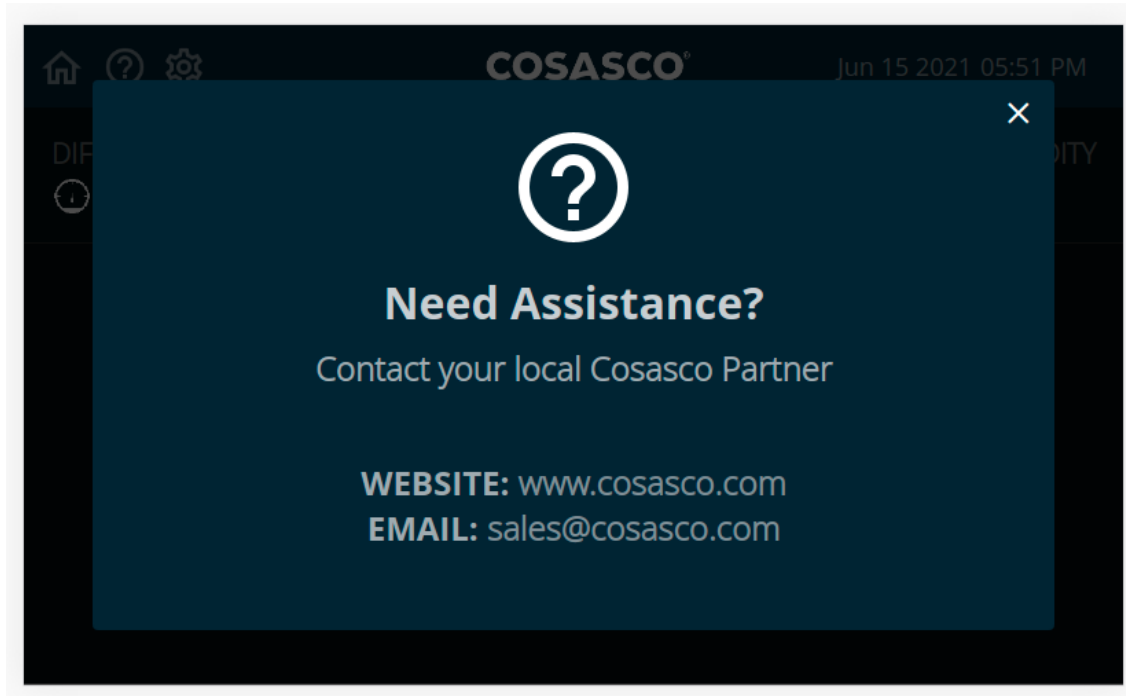 COSASCO®
Jun 15 2021 05:51 PM
Need Assistance?
Contact your local Cosasco Partner
WEBSITE: www.cosasco.com
EMAIL: sales@cosasco.com